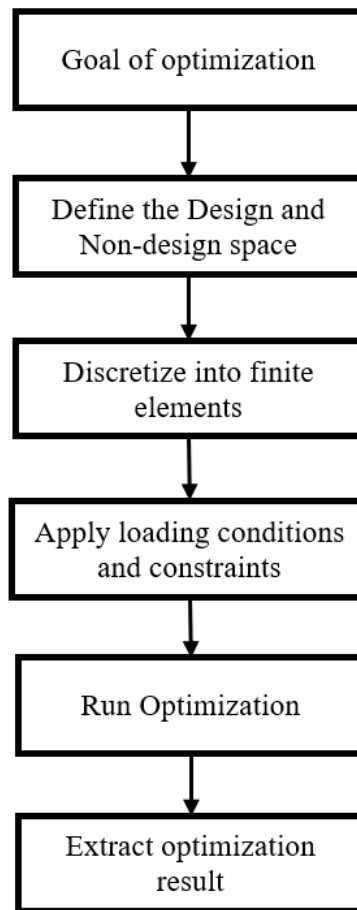 Goal of optimization
Define the Design and
Non-design space
Discretize into finite
elements
Apply loading conditions
and constraints
Run Optimization
Extract optimization
result